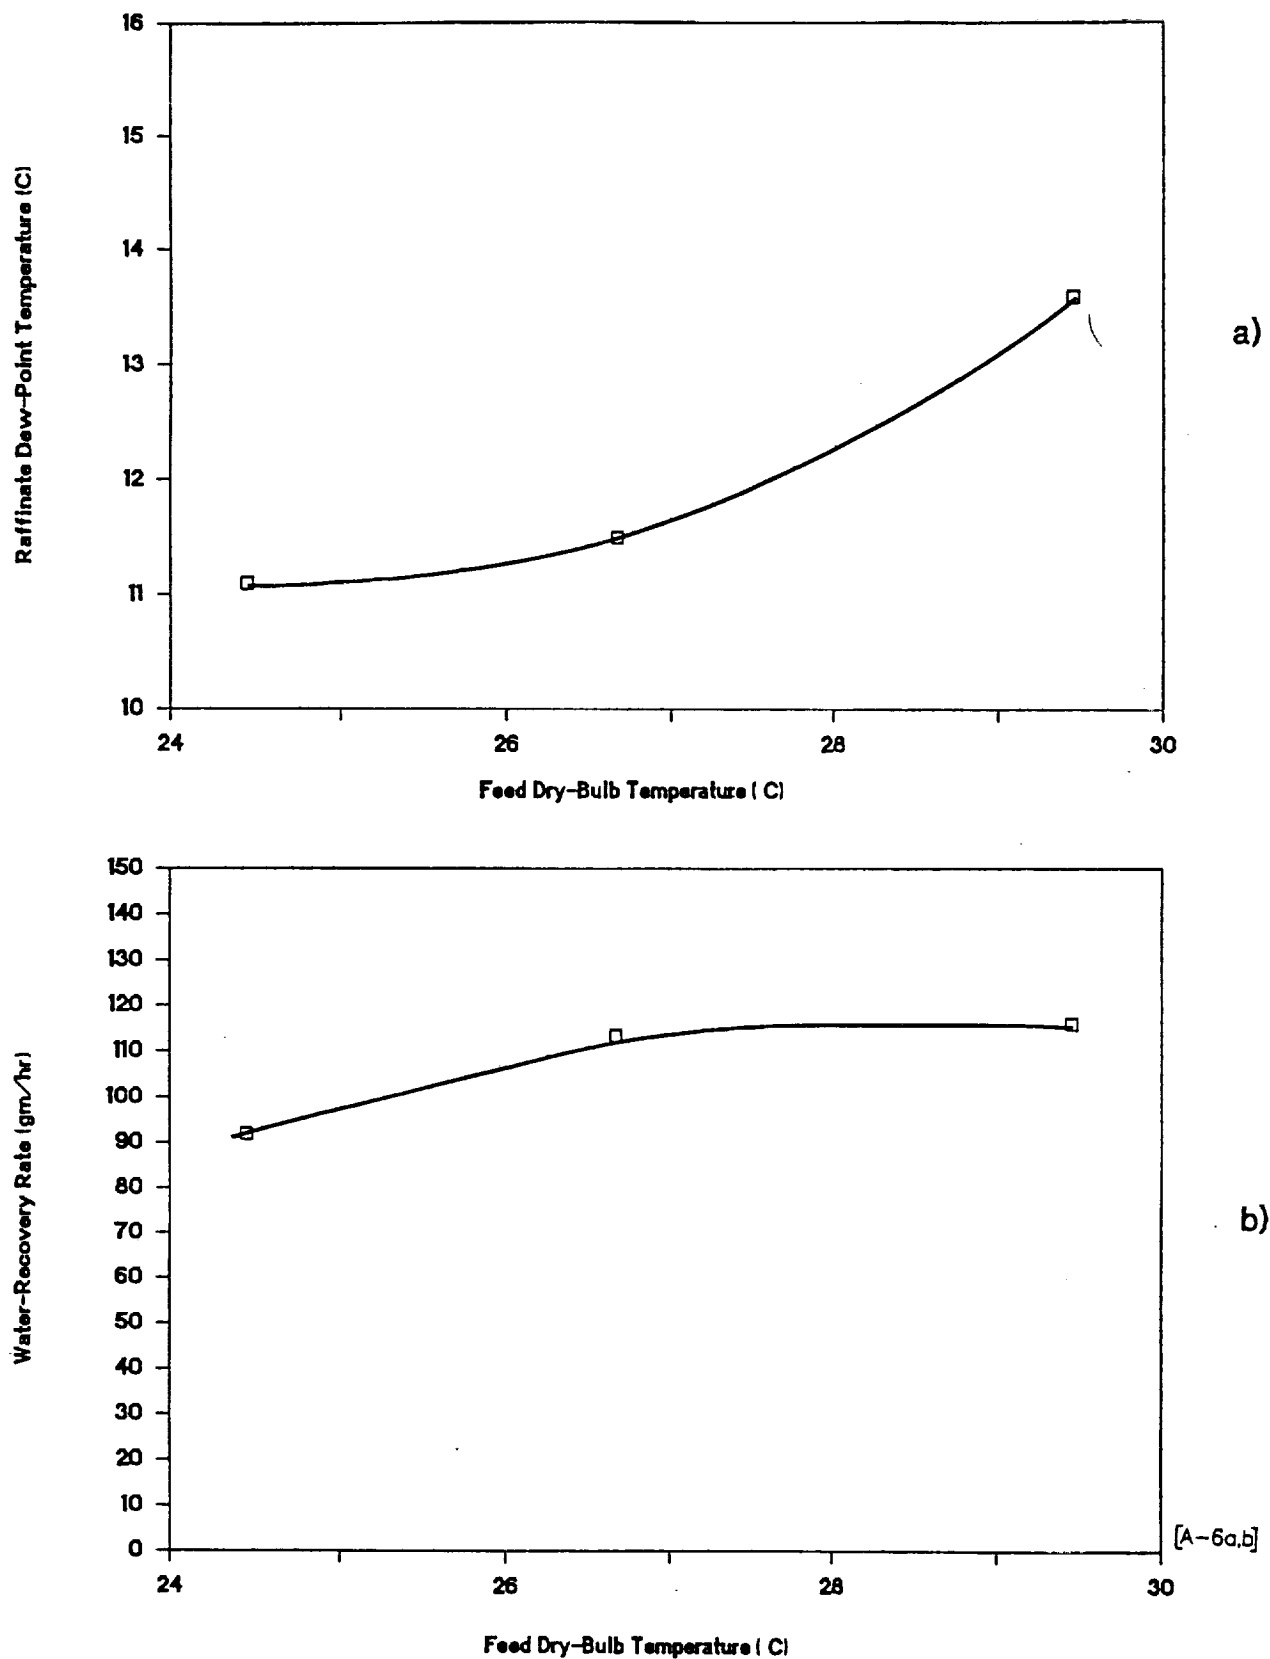 16
15
14
13
12
11
10
Raffinate Dew-Point Temperature (C)
24 26 28 30
Feed Dry-Bulb Temperature ( C)
a)
150
140
130
120
110
100
90
80
70
60
50
40
30
20
10
0
Water-Recovery Rate (gm/hr)
24 26 28 30
Feed Dry-Bulb Temperature ( C)
b)
[A-6a,b]